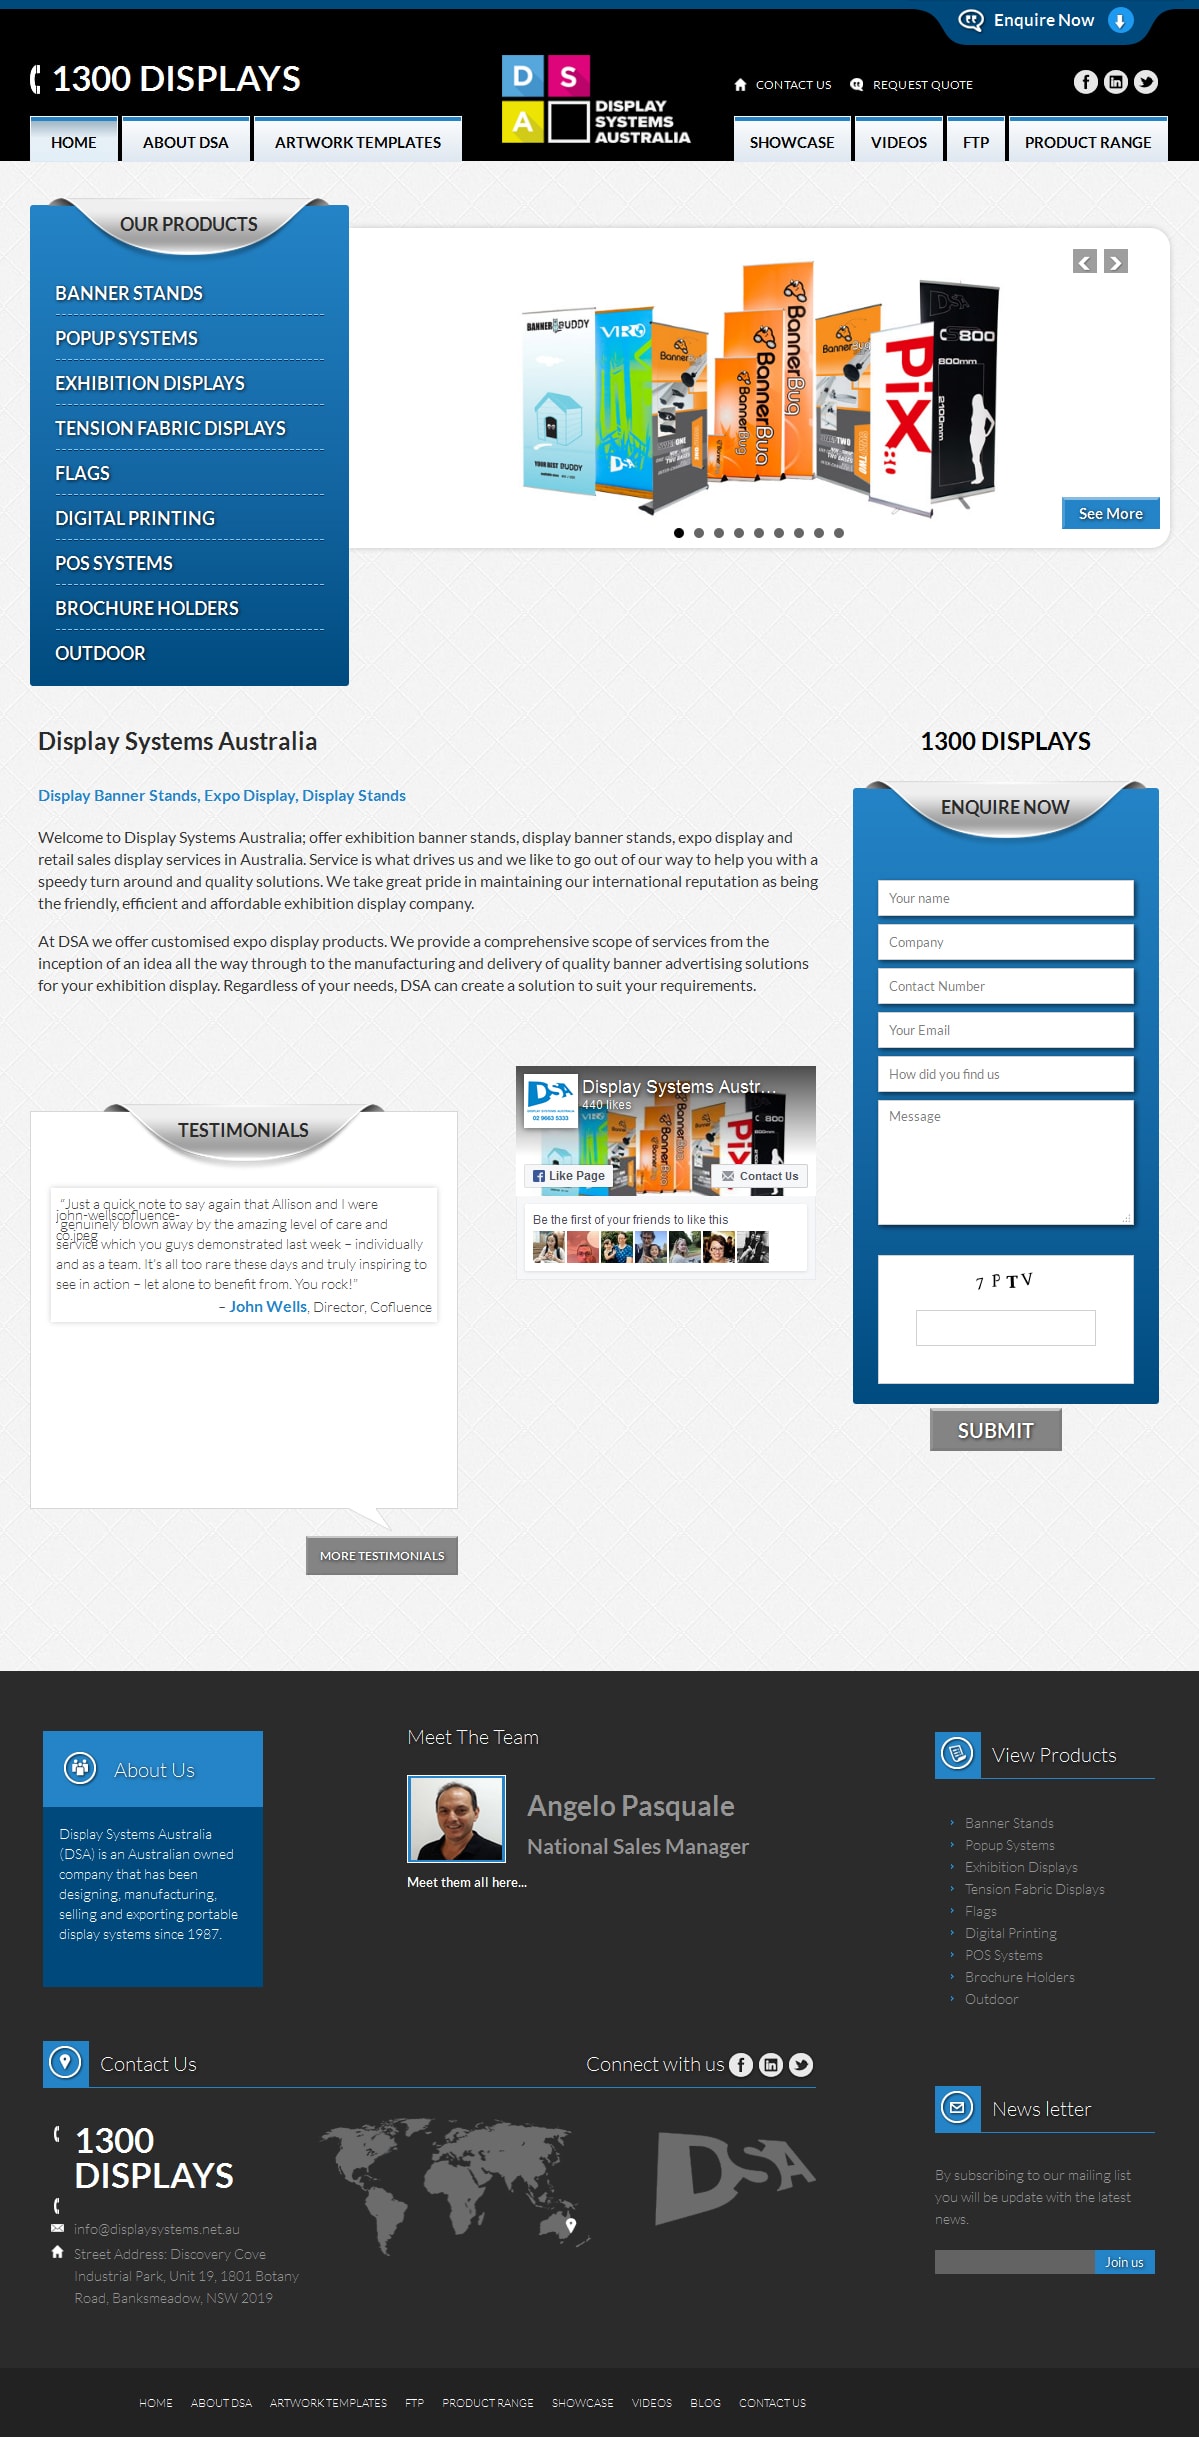 Enquire Now
1300 DISPLAYS
D S A
DISPLAY
SYSTEMS
AUSTRALIA
CONTACT US REQUEST QUOTE
HOME ABOUT DSA ARTWORK TEMPLATES SHOWCASE VIDEOS FTP PRODUCT RANGE
OUR PRODUCTS
BANNER STANDS
POPUP SYSTEMS
EXHIBITION DISPLAYS
TENSION FABRIC DISPLAYS
FLAGS
DIGITAL PRINTING
POS SYSTEMS
BROCHURE HOLDERS
OUTDOOR
BANNER BUDDY
YOUR BEST BUDDY
VIRO
DSA
BannerBug
BannerBug
BannerBug
BannerBug
PiX
80
DSA
800
800mm
2100mm
See More
Display Systems Australia
Display Banner Stands, Expo Display, Display Stands
Welcome to Display Systems Australia; offer exhibition banner stands, display banner stands, expo display and
retail sales display services in Australia. Service is what drives us and we like to go out of our way to help you with a
speedy turn around and quality solutions. We take great pride in maintaining our international reputation as being
the friendly, efficient and affordable exhibition display company.
At DSA we offer customised expo display products. We provide a comprehensive scope of services from the
inception of an idea all the way through to the manufacturing and delivery of quality banner advertising solutions
for your exhibition display. Regardless of your needs, DSA can create a solution to suit your requirements.
1300 DISPLAYS
ENQUIRE NOW
Your name
Company
Contact Number
Your Email
How did you find us
Message
7 P T V
SUBMIT
TESTIMONIALS
“Just a quick note to say again that Allison and I were
john-wellscofluence-
genuinely blown away by the amazing level of care and
co.jpeg
service which you guys demonstrated last week – individually
and as a team. It’s all too rare these days and truly inspiring to
see in action – let alone to benefit from. You rock!”
– John Wells, Director, Cofluence
MORE TESTIMONIALS
DSA
DISPLAY SYSTEMS AUSTRALIA
02 9663 5333
Display Systems Austr...
440 likes
Like Page
Contact Us
Be the first of your friends to like this
About Us
Display Systems Australia
(DSA) is an Australian owned
company that has been
designing, manufacturing,
selling and exporting portable
display systems since 1987.
Meet The Team
Angelo Pasquale
National Sales Manager
Meet them all here...
View Products
Banner Stands
Popup Systems
Exhibition Displays
Tension Fabric Displays
Flags
Digital Printing
POS Systems
Brochure Holders
Outdoor
Contact Us
Connect with us
1300
DISPLAYS
info@displaysystems.net.au
Street Address: Discovery Cove
Industrial Park, Unit 19, 1801 Botany
Road, Banksmeadow, NSW 2019
DSA
News letter
By subscribing to our mailing list
you will be update with the latest
news.
Join us
HOME ABOUT DSA ARTWORK TEMPLATES FTP PRODUCT RANGE SHOWCASE VIDEOS BLOG CONTACT US